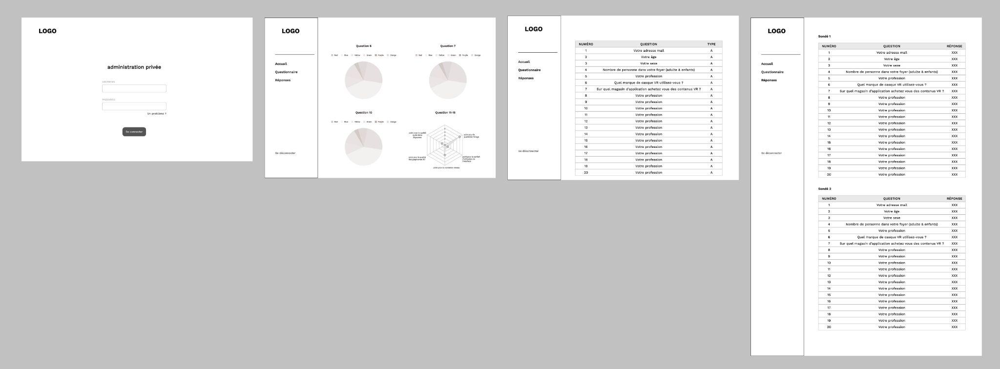 LOGO
administration privée
USERNAME
PASSWORD
Un problème ?
Se connecter
LOGO
Accueil
Questionnaire
Réponses
Se déconnecter
Question 6
Red Blue Yellow Green Purple Orange
Question 7
Red Blue Yellow Green Purple Orange
Question 10
Red Blue Yellow Green Purple Orange
Question 11-15
point pour la qualité
audio dans
point pour la
qualité de l'image
point pour la qualité
des graphismes 3D
point pour le confort
d'utilisation de
l'interface
point pour la connexion réseau
LOGO
Accueil
Questionnaire
Réponses
Se déconnecter
NUMÉRO QUESTION TYPE
1 Votre adresse mail A
2 Votre âge A
3 Votre sexe A
4 Nombre de personne dans votre foyer (adulte & enfants) A
5 Votre profession A
6 Quel marque de casque VR utilisez-vous ? A
7 Sur quel magasin d'application achetez vous des contenus VR ? A
8 Votre profession A
9 Votre profession A
10 Votre profession A
11 Votre profession A
12 Votre profession A
13 Votre profession A
14 Votre profession A
15 Votre profession A
16 Votre profession A
17 Votre profession A
18 Votre profession A
19 Votre profession A
20 Votre profession A
LOGO
Accueil
Questionnaire
Réponses
Se déconnecter
Sondé 1
NUMÉRO QUESTION RÉPONSE
1 Votre adresse mail XXX
2 Votre âge XXX
3 Votre sexe XXX
4 Nombre de personne dans votre foyer (adulte & enfants) XXX
5 Votre profession XXX
6 Quel marque de casque VR utilisez-vous ? XXX
7 Sur quel magasin d'application achetez vous des contenus VR ? XXX
8 Votre profession XXX
9 Votre profession XXX
10 Votre profession XXX
11 Votre profession XXX
12 Votre profession XXX
13 Votre profession XXX
14 Votre profession XXX
15 Votre profession XXX
16 Votre profession XXX
17 Votre profession XXX
18 Votre profession XXX
19 Votre profession XXX
20 Votre profession XXX
Sondé 2
NUMÉRO QUESTION RÉPONSE
1 Votre adresse mail XXX
2 Votre âge XXX
3 Votre sexe XXX
4 Nombre de personne dans votre foyer (adulte & enfants) XXX
5 Votre profession XXX
6 Quel marque de casque VR utilisez-vous ? XXX
7 Sur quel magasin d'application achetez vous des contenus VR ? XXX
8 Votre profession XXX
9 Votre profession XXX
10 Votre profession XXX
11 Votre profession XXX
12 Votre profession XXX
13 Votre profession XXX
14 Votre profession XXX
15 Votre profession XXX
16 Votre profession XXX
17 Votre profession XXX
18 Votre profession XXX
19 Votre profession XXX
20 Votre profession XXX